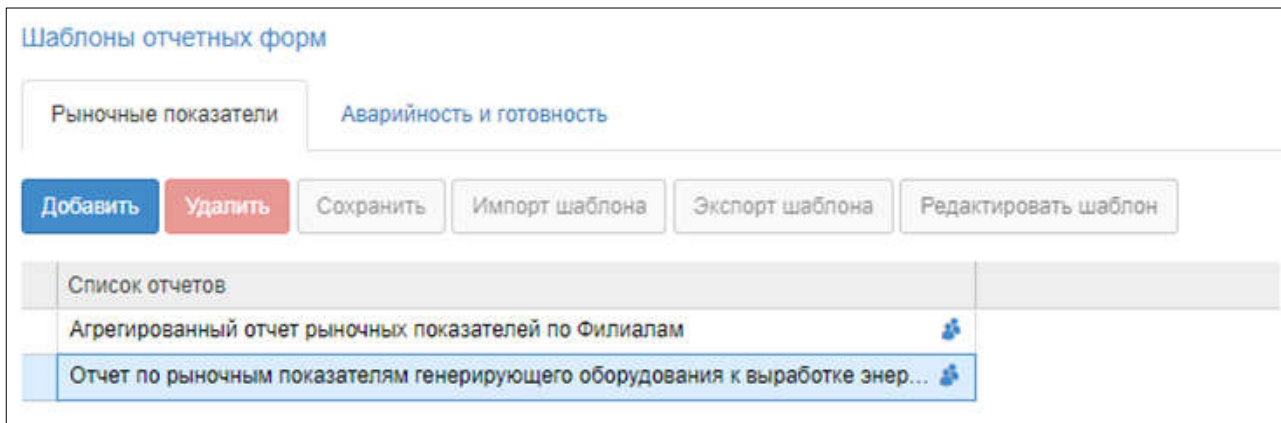 Шаблоны отчетных форм
Рыночные показатели Аварийность и готовность
Добавить Удалить Сохранить Импорт шаблона Экспорт шаблона Редактировать шаблон
Список отчетов
Агрегированный отчет рыночных показателей по Филиалам
Отчет по рыночным показателям генерирующего оборудования к выработке энер...